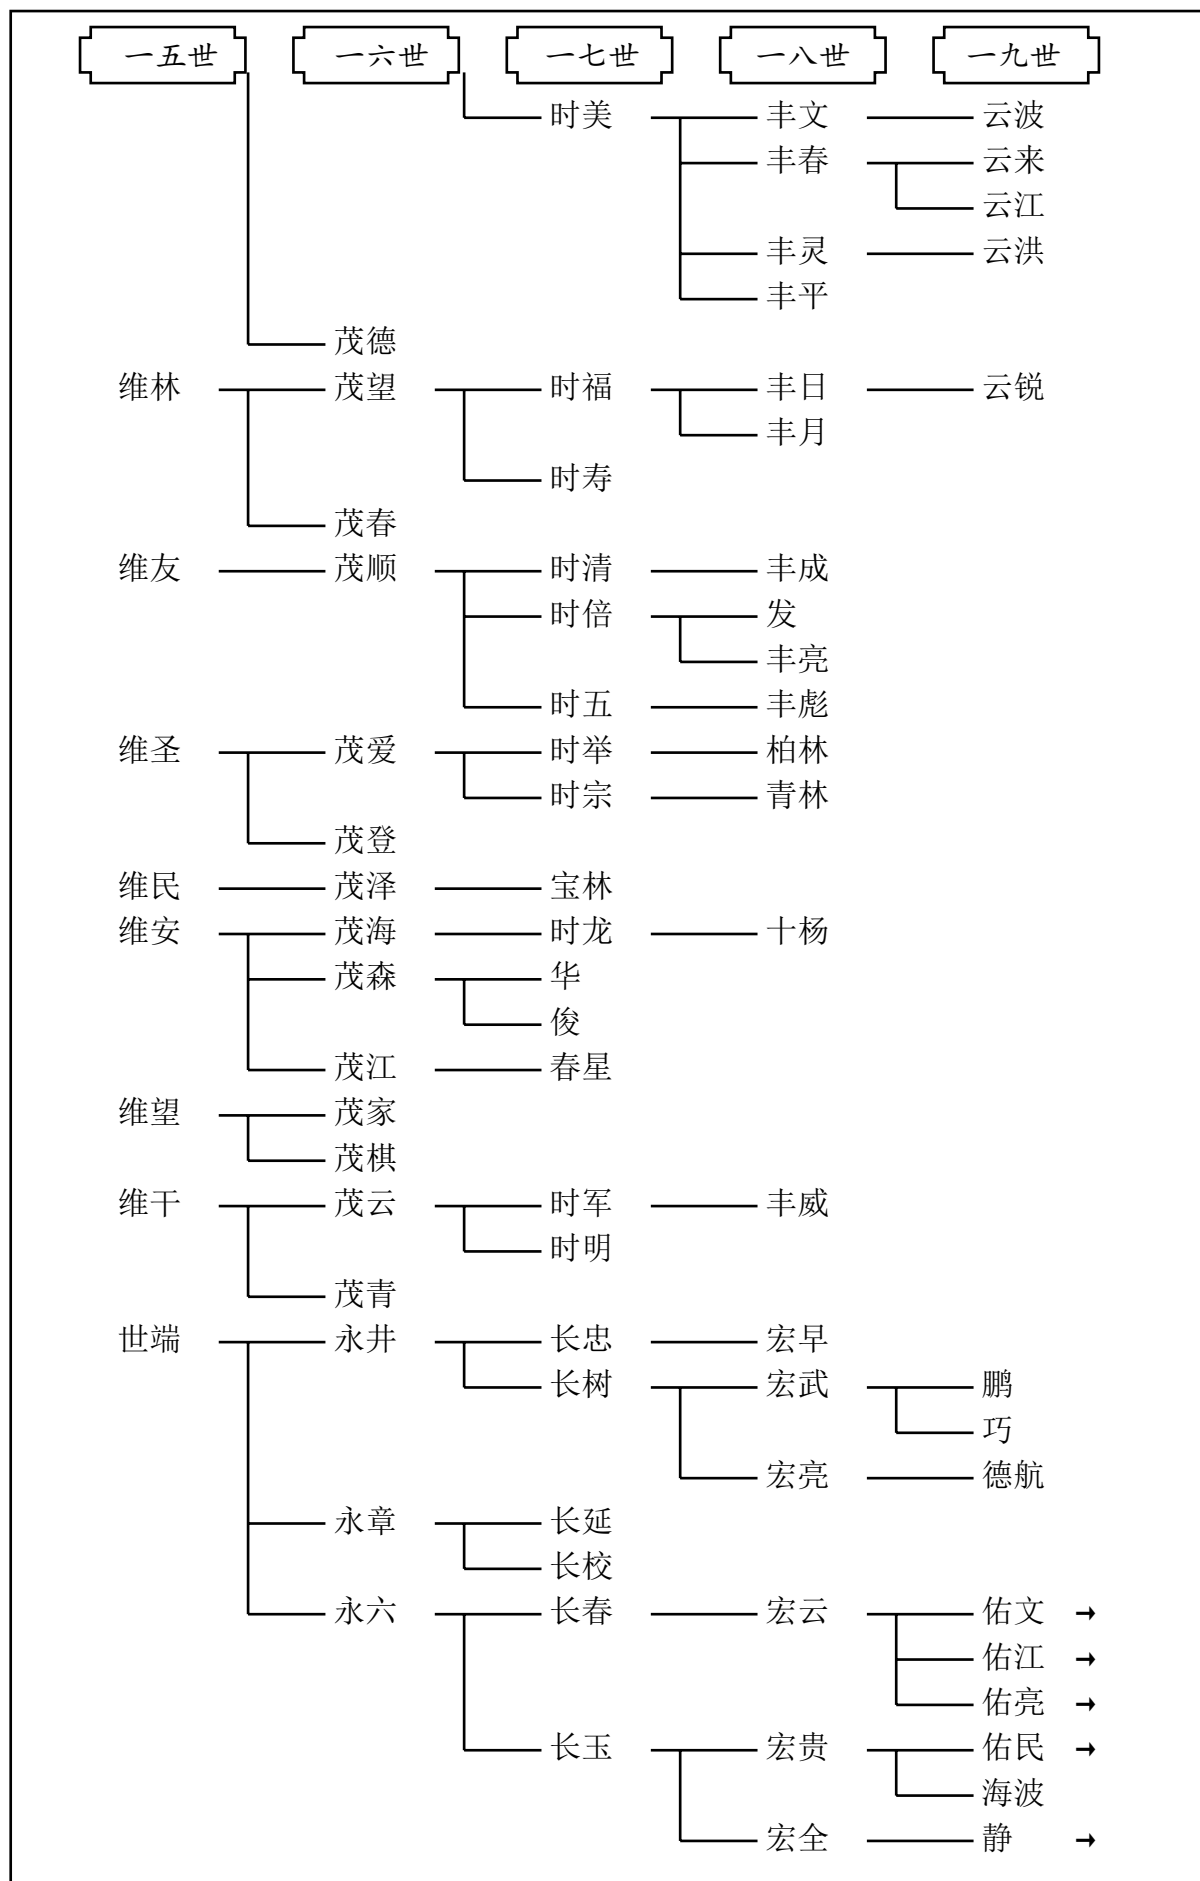 一五世 一六世 一七世 一八世 一九世
时美 丰文 云波
丰春 云来
云江
丰灵 云洪
丰平
茂德
维林 茂望 时福 丰日 云锐
丰月
时寿
茂春
维友 茂顺 时清 丰成
时倍 发
丰亮
时五 丰彪
维圣 茂爱 时举 柏林
时宗 青林
茂登
维民 茂泽 宝林
维安 茂海 时龙 十杨
茂森 华
俊
茂江 春星
维望 茂家
茂棋
维干 茂云 时军 丰威
时明
茂青
世端 永井 长忠 宏早
长树 宏武 鹏
巧
宏亮 德航
永章 长延
长校
永六 长春 宏云 佑文 →
佑江 →
佑亮 →
长玉 宏贵 佑民 →
海波
宏全 静 →